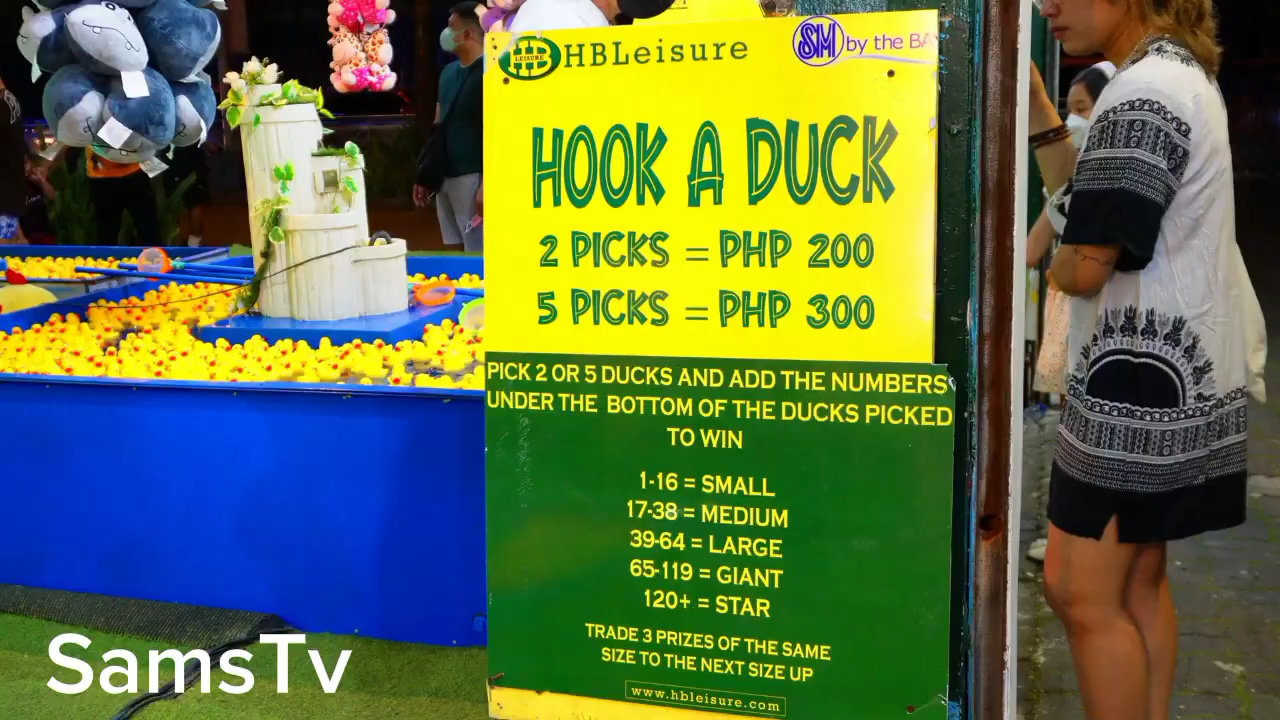 HB
LEISURE
HBLeisure
SM by the BA
HOOK A DUCK
2 PICKS = PHP 200
5 PICKS = PHP 300
PICK 2 OR 5 DUCKS AND ADD THE NUMBERS
UNDER THE BOTTOM OF THE DUCKS PICKED
TO WIN
1-16 = SMALL
17-38 = MEDIUM
39-64 = LARGE
65-119 = GIANT
120+ = STAR
TRADE 3 PRIZES OF THE SAME
SIZE TO THE NEXT SIZE UP
www.hbleisure.com
SamsTv